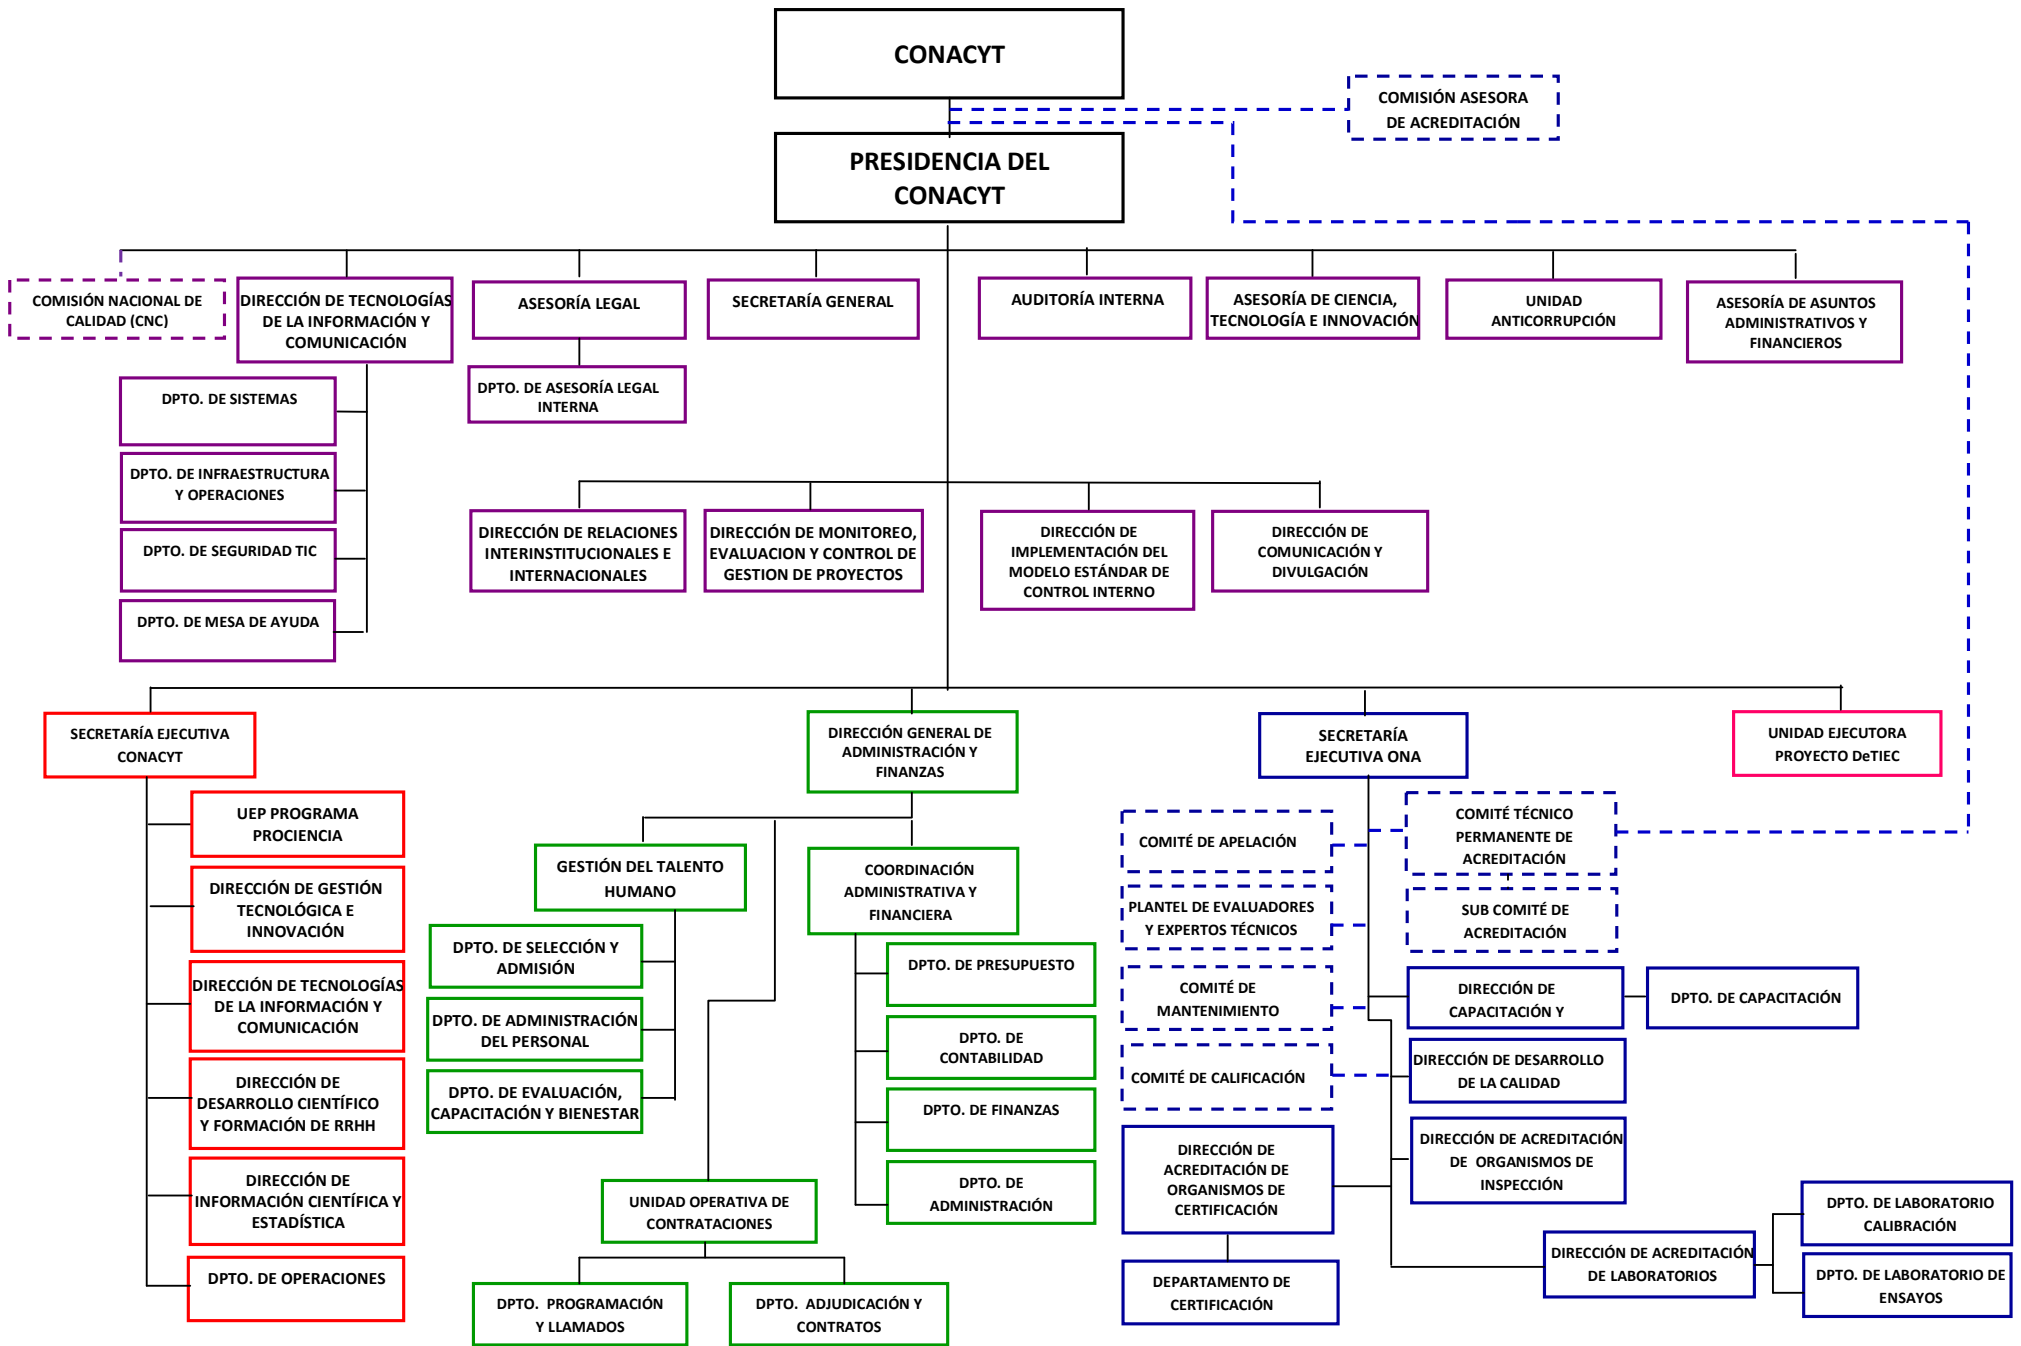 CONACYT
COMISIÓN ASESORA
DE ACREDITACIÓN
PRESIDENCIA DEL
CONACYT
COMISIÓN NACIONAL DE
CALIDAD (CNC)
DIRECCIÓN DE TECNOLOGÍAS
DE LA INFORMACIÓN Y
COMUNICACIÓN
ASESORÍA LEGAL
SECRETARÍA GENERAL
AUDITORÍA INTERNA
ASESORÍA DE CIENCIA,
TECNOLOGÍA E INNOVACIÓN
UNIDAD
ANTICORRUPCIÓN
ASESORÍA DE ASUNTOS
ADMINISTRATIVOS Y
FINANCIEROS
DPTO. DE SISTEMAS
DPTO. DE ASESORÍA LEGAL
INTERNA
DPTO. DE INFRAESTRUCTURA
Y OPERACIONES
DPTO. DE SEGURIDAD TIC
DPTO. DE MESA DE AYUDA
DIRECCIÓN DE RELACIONES
INTERINSTITUCIONALES E
INTERNACIONALES
DIRECCIÓN DE MONITOREO,
EVALUACION Y CONTROL DE
GESTION DE PROYECTOS
DIRECCIÓN DE
IMPLEMENTACIÓN DEL
MODELO ESTÁNDAR DE
CONTROL INTERNO
DIRECCIÓN DE
COMUNICACIÓN Y
DIVULGACIÓN
SECRETARÍA EJECUTIVA
CONACYT
DIRECCIÓN GENERAL DE
ADMINISTRACIÓN Y
FINANZAS
SECRETARÍA
EJECUTIVA ONA
UNIDAD EJECUTORA
PROYECTO DeTIEC
UEP PROGRAMA
PROCIENCIA
DIRECCIÓN DE GESTIÓN
TECNOLÓGICA E
INNOVACIÓN
DIRECCIÓN DE TECNOLOGÍAS
DE LA INFORMACIÓN Y
COMUNICACIÓN
DIRECCIÓN DE
DESARROLLO CIENTÍFICO
Y FORMACIÓN DE RRHH
DIRECCIÓN DE
INFORMACIÓN CIENTÍFICA Y
ESTADÍSTICA
DPTO. DE OPERACIONES
GESTIÓN DEL TALENTO
HUMANO
DPTO. DE SELECCIÓN Y
ADMISIÓN
DPTO. DE ADMINISTRACIÓN
DEL PERSONAL
DPTO. DE EVALUACIÓN,
CAPACITACIÓN Y BIENESTAR
COORDINACIÓN
ADMINISTRATIVA Y
FINANCIERA
DPTO. DE PRESUPUESTO
DPTO. DE
CONTABILIDAD
DPTO. DE FINANZAS
DPTO. DE
ADMINISTRACIÓN
UNIDAD OPERATIVA DE
CONTRATACIONES
DPTO.  PROGRAMACIÓN
Y LLAMADOS
DPTO.  ADJUDICACIÓN Y
CONTRATOS
COMITÉ DE APELACIÓN
COMITÉ TÉCNICO
PERMANENTE DE
ACREDITACIÓN
PLANTEL DE EVALUADORES
Y EXPERTOS TÉCNICOS
SUB COMITÉ DE
ACREDITACIÓN
COMITÉ DE
MANTENIMIENTO
DIRECCIÓN DE
CAPACITACIÓN Y
DPTO. DE CAPACITACIÓN
COMITÉ DE CALIFICACIÓN
DIRECCIÓN DE DESARROLLO
DE LA CALIDAD
DIRECCIÓN DE
ACREDITACIÓN DE
ORGANISMOS DE
CERTIFICACIÓN
DIRECCIÓN DE ACREDITACIÓN
DE  ORGANISMOS DE
INSPECCIÓN
DEPARTAMENTO DE
CERTIFICACIÓN
DIRECCIÓN DE ACREDITACIÓN
DE LABORATORIOS
DPTO. DE LABORATORIO
CALIBRACIÓN
DPTO. DE LABORATORIO DE
ENSAYOS